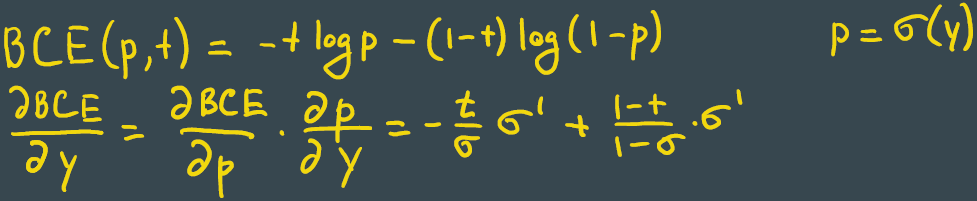 BCE(p,t) = -t log p - (1-t) log(1-p) p = σ(y)
∂BCE/∂y = ∂BCE/∂p · ∂p/∂y = - t/σ σ' + (1-t)/(1-σ) · σ'